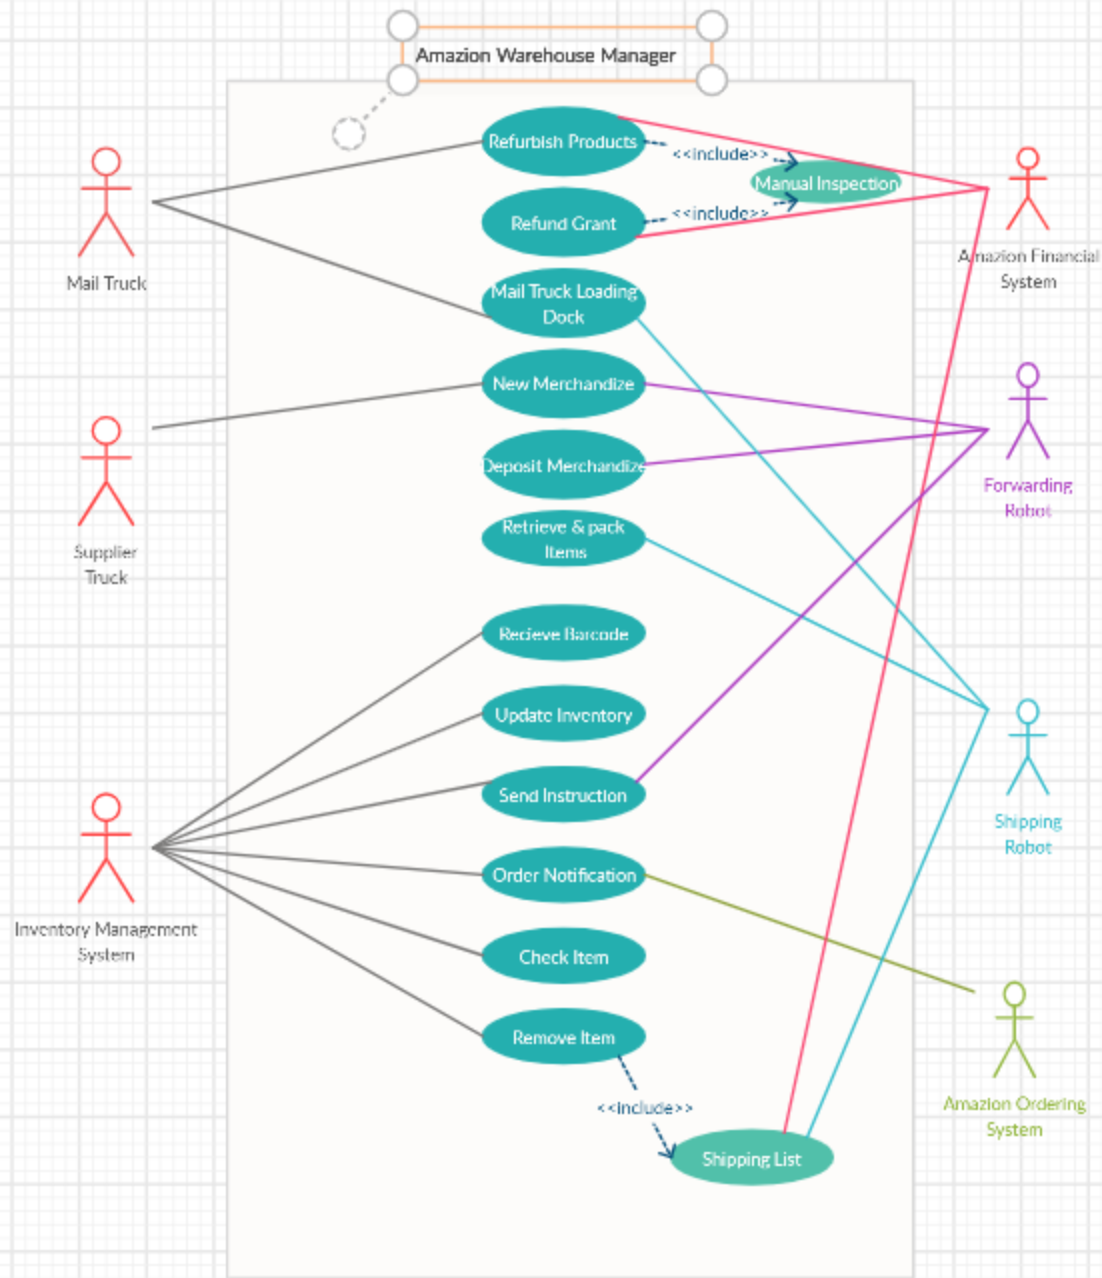 Amazion Warehouse Manager
Refurbish Products
<<include>>
Manual Inspection
<<include>>
Refund Grant
Mail Truck
Amazion Financial
System
Mail Truck Loading
Dock
New Merchandize
Deposit Merchandize
Forwarding
Robot
Supplier
Truck
Retrieve & pack
Items
Recieve Barcode
Update Inventory
Send Instruction
Shipping
Robot
Order Notification
Inventory Management
System
Check Item
Remove Item
Amazion Ordering
System
<<include>>
Shipping List